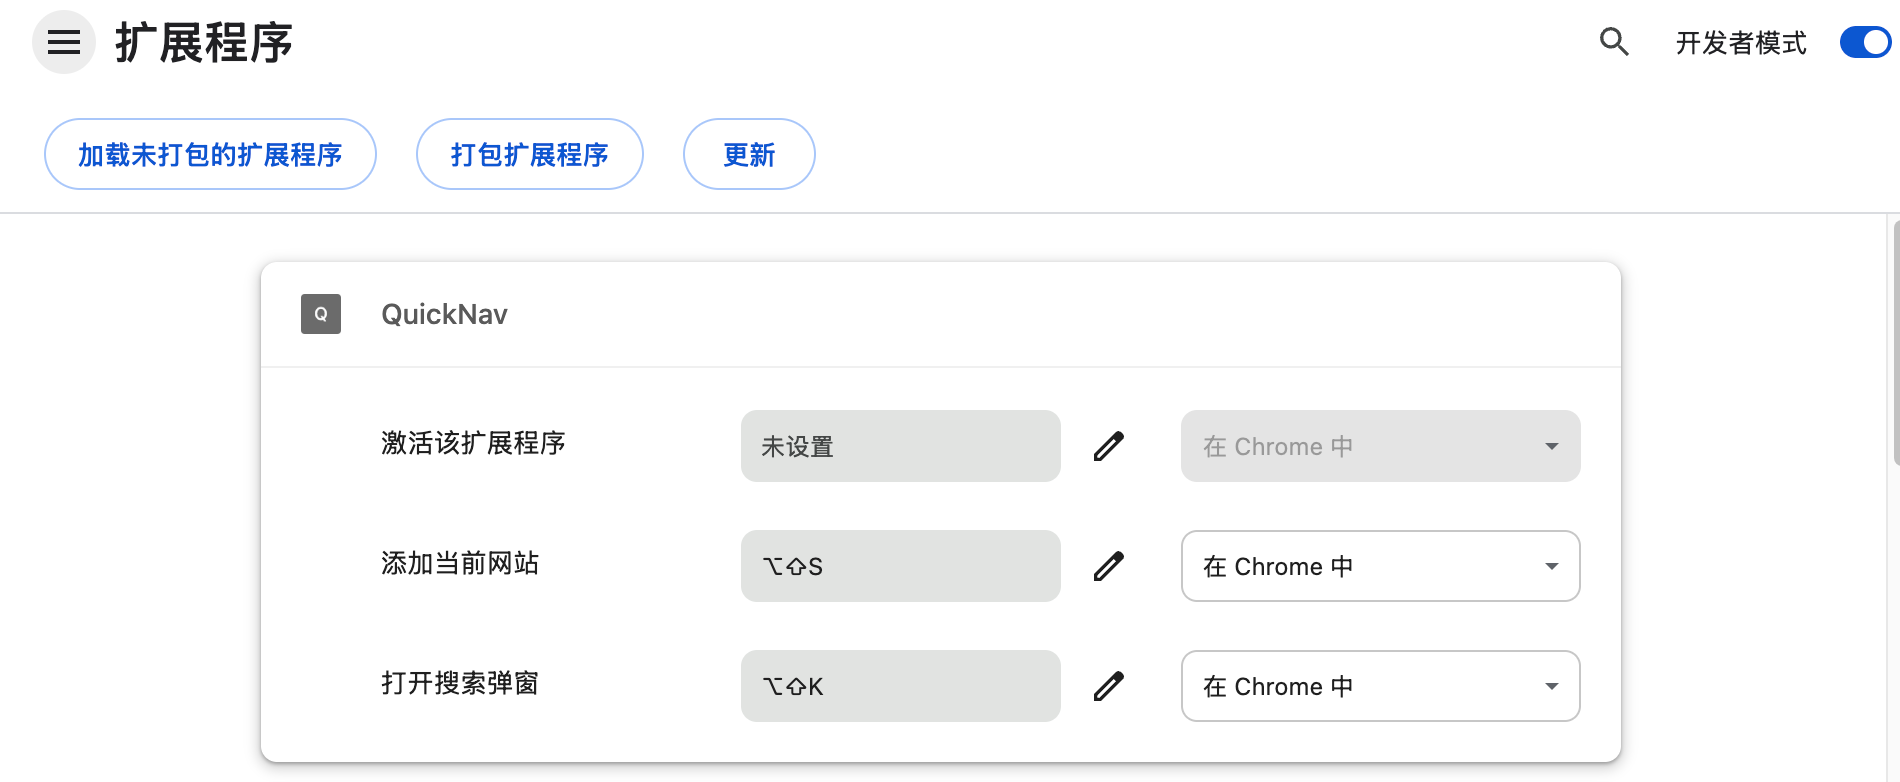 扩展程序
开发者模式
加载未打包的扩展程序
打包扩展程序
更新
Q
QuickNav
激活该扩展程序
未设置
在 Chrome 中
添加当前网站
⌥⇧S
在 Chrome 中
打开搜索弹窗
⌥⇧K
在 Chrome 中